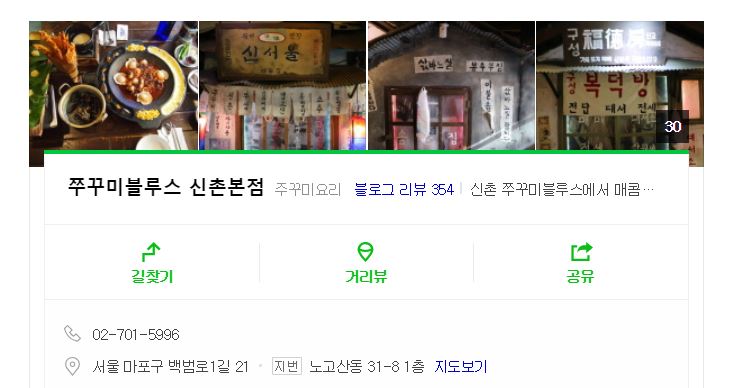 신서울
삯바느질
福德房
복덕방
전답 대서 전세
30
쭈꾸미블루스 신촌본점 쭈꾸미요리 블로그 리뷰 354 신촌 쭈꾸미블루스에서 매콤…
길찾기 거리뷰 공유
02-701-5996
서울 마포구 백범로1길 21 지번 노고산동 31-8 1층 지도보기